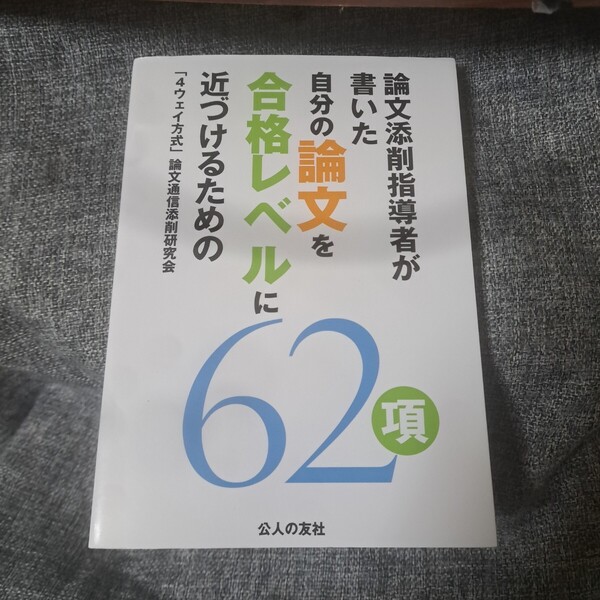 論文添削指導者が
書いた
自分の論文を
合格レベルに
近づけるための
「4ウェイ方式」論文通信添削研究会
62項
公人の友社